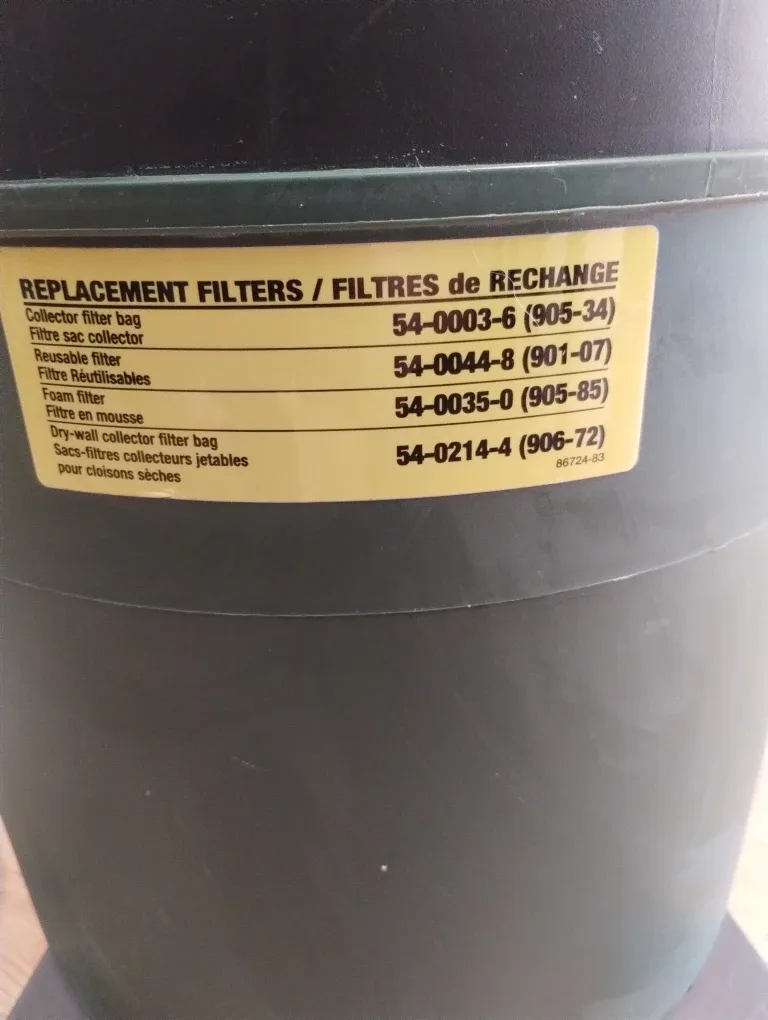 REPLACEMENT FILTERS / FILTRES de RECHANGE
Collector filter bag
Filtre sac collector
54-0003-6 (905-34)
Reusable filter
Filtre Réutilisables
54-0044-8 (901-07)
Foam filter
Filtre en mousse
54-0035-0 (905-85)
Dry-wall collector filter bag
Sacs-filtres collecteurs jetables
pour cloisons sèches
54-0214-4 (906-72)
86724-83